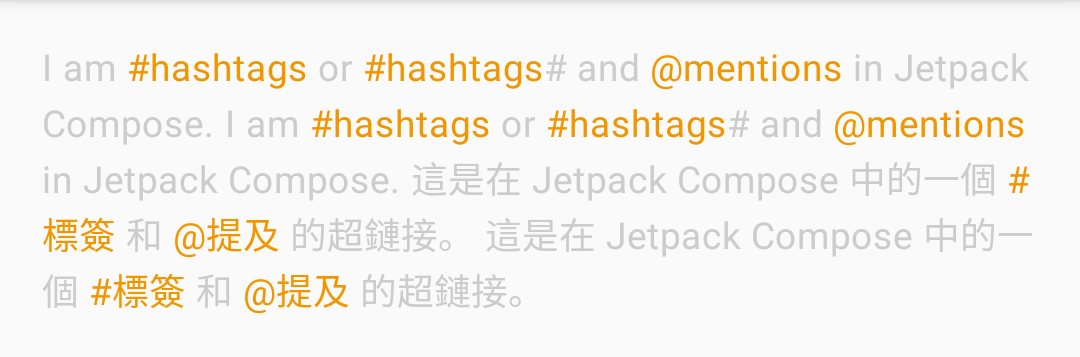 I am #hashtags or #hashtags# and @mentions in Jetpack
Compose. I am #hashtags or #hashtags# and @mentions
in Jetpack Compose. 這是在 Jetpack Compose 中的一個 #
標簽 和 @提及 的超鏈接。 這是在 Jetpack Compose 中的一
個 #標簽 和 @提及 的超鏈接。